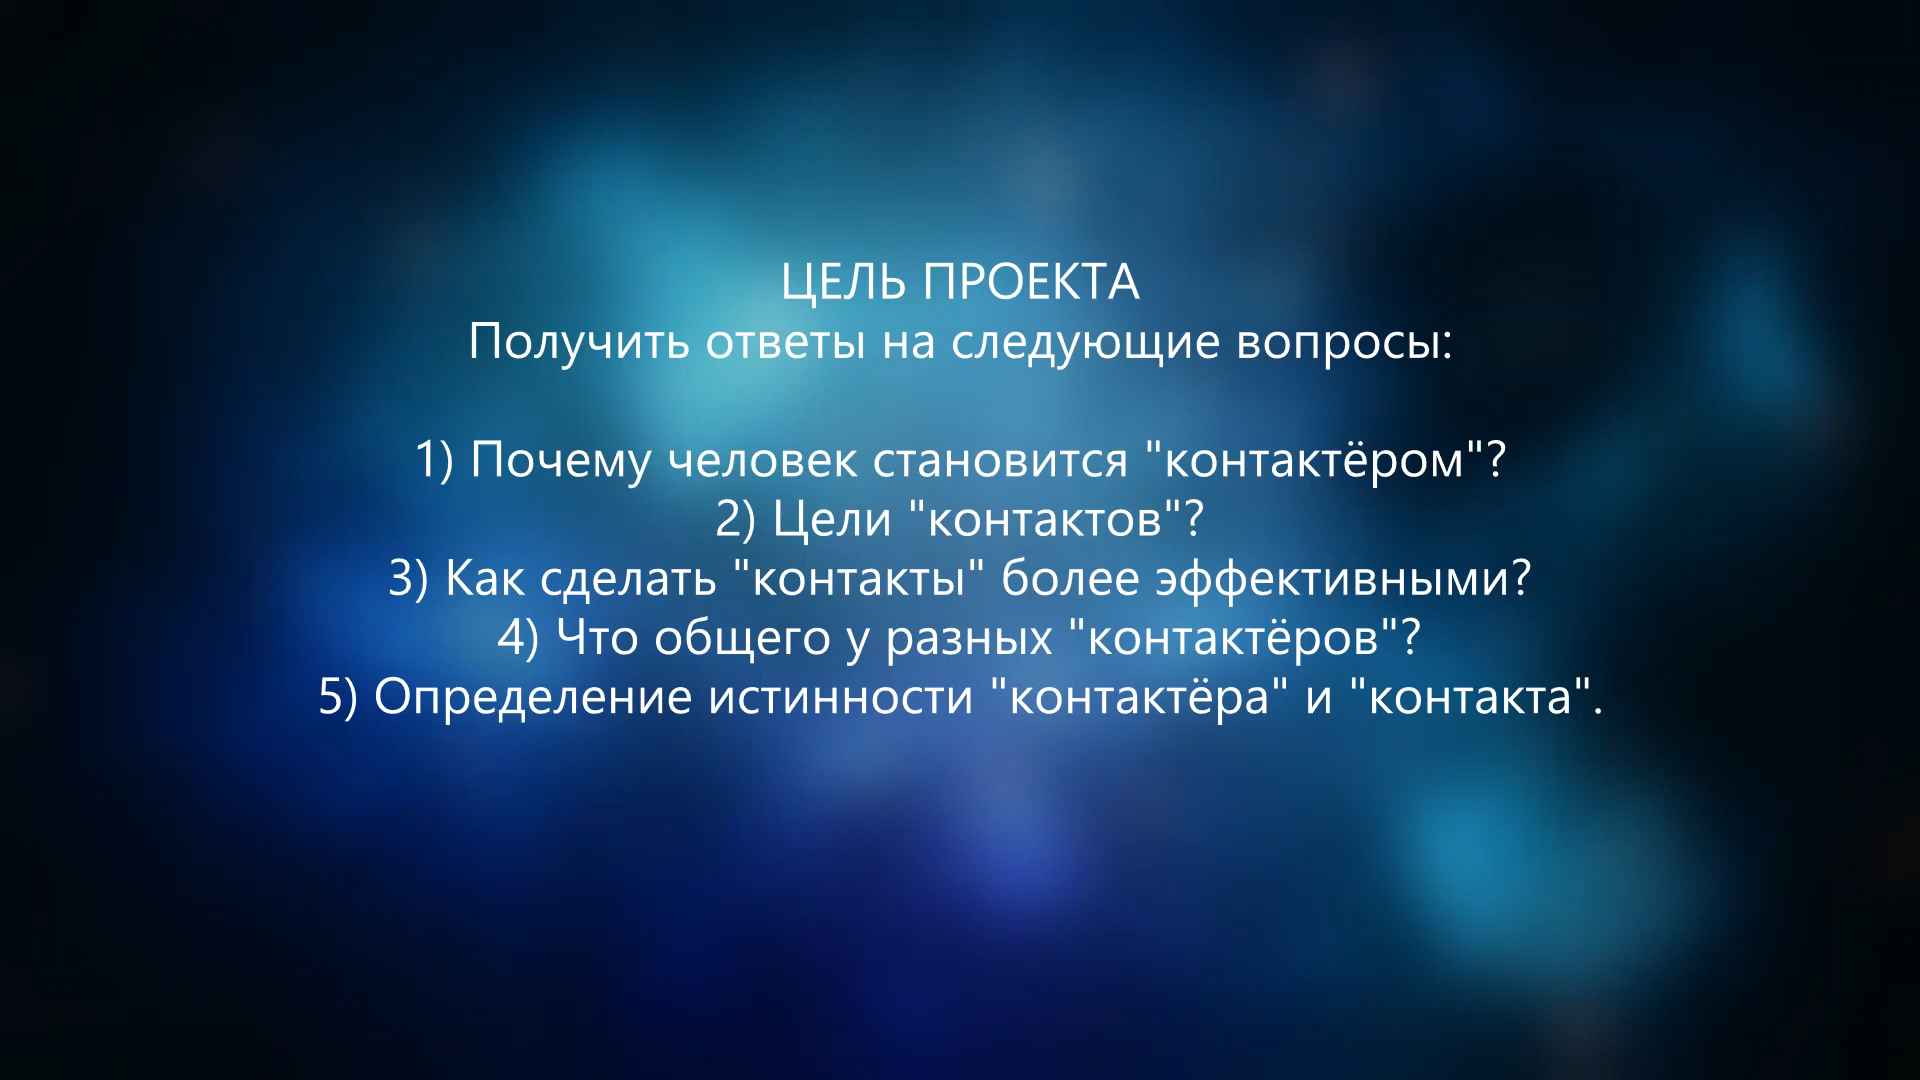 ЦЕЛЬ ПРОЕКТА
Получить ответы на следующие вопросы:
1) Почему человек становится "контактёром"?
2) Цели "контактов"?
3) Как сделать "контакты" более эффективными?
4) Что общего у разных "контактёров"?
5) Определение истинности "контактёра" и "контакта".